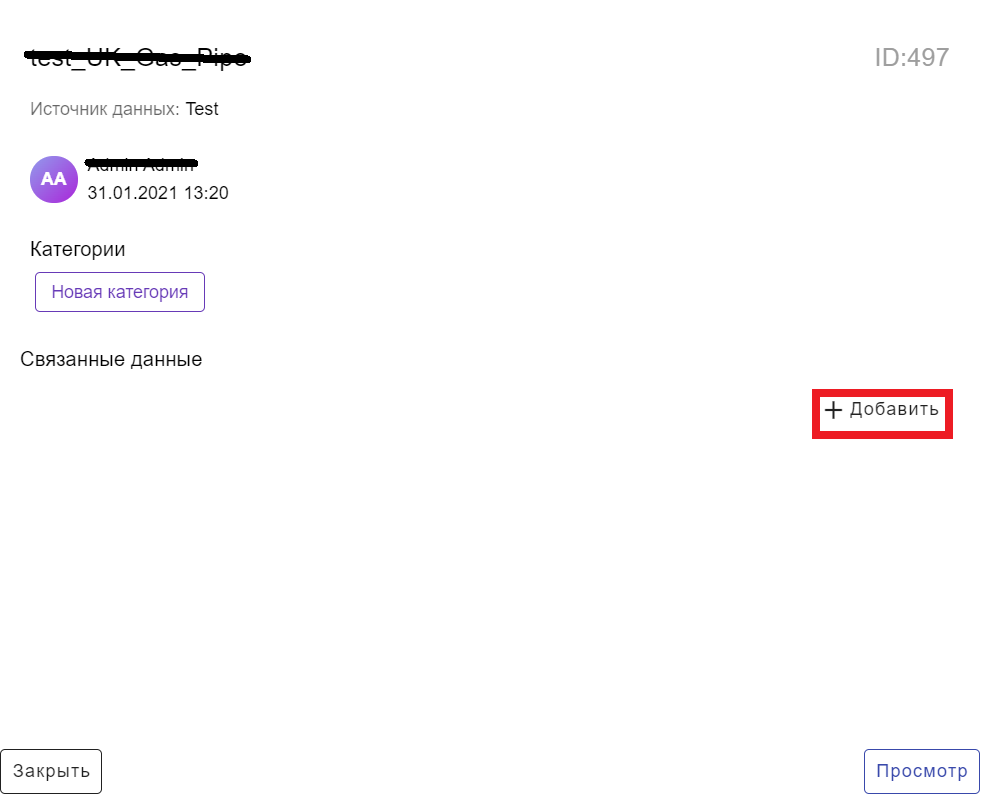 ID:497
Источник данных: Test
AA
31.01.2021 13:20
Категории
Новая категория
Связанные данные
+ Добавить
Закрыть
Просмотр